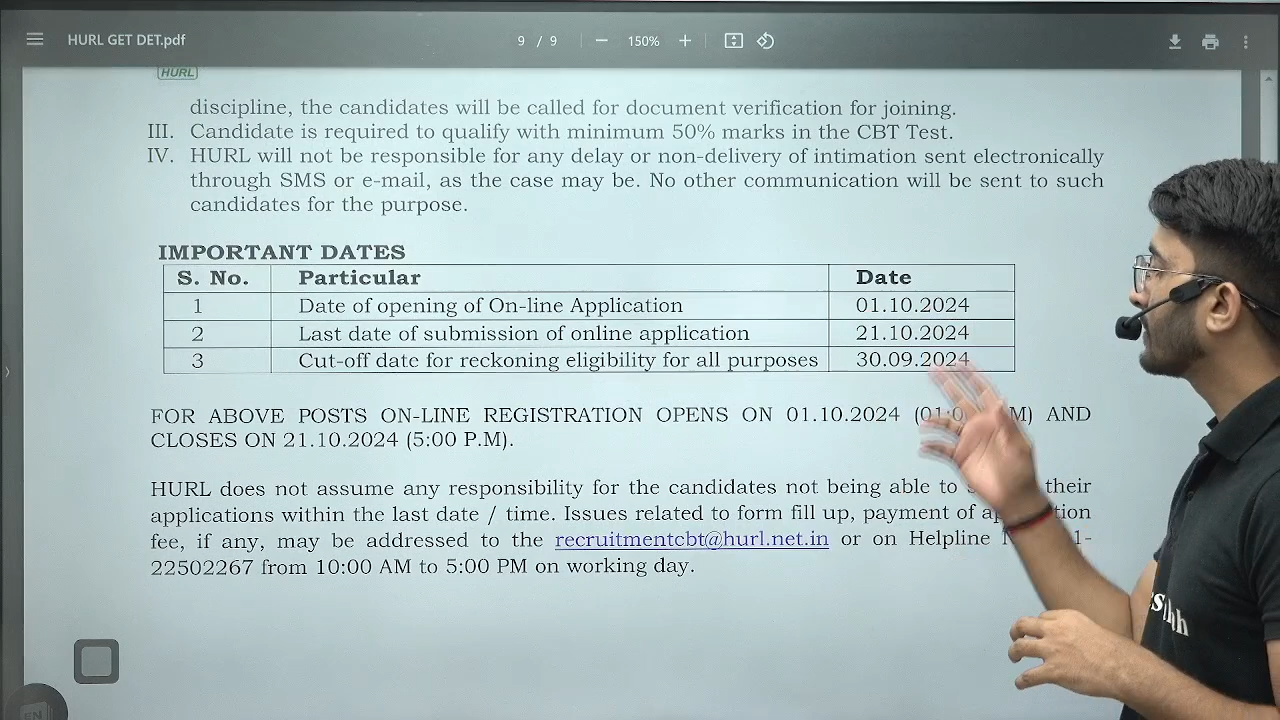 HURL GET DET.pdf
9 / 9
150%
HURL
discipline, the candidates will be called for document verification for joining.
III. Candidate is required to qualify with minimum 50% marks in the CBT Test.
IV. HURL will not be responsible for any delay or non-delivery of intimation sent electronically
through SMS or e-mail, as the case may be. No other communication will be sent to such
candidates for the purpose.
IMPORTANT DATES
S. No. Particular Date
1 Date of opening of On-line Application 01.10.2024
2 Last date of submission of online application 21.10.2024
3 Cut-off date for reckoning eligibility for all purposes 30.09.2024
FOR ABOVE POSTS ON-LINE REGISTRATION OPENS ON 01.10.2024 AND
CLOSES ON 21.10.2024 (5:00 P.M).
HURL does not assume any responsibility for the candidates not being able to their
applications within the last date / time. Issues related to form fill up, payment of
fee, if any, may be addressed to the recruitmentcbt@hurl.net.in or on Helpline
22502267 from 10:00 AM to 5:00 PM on working day.
EN